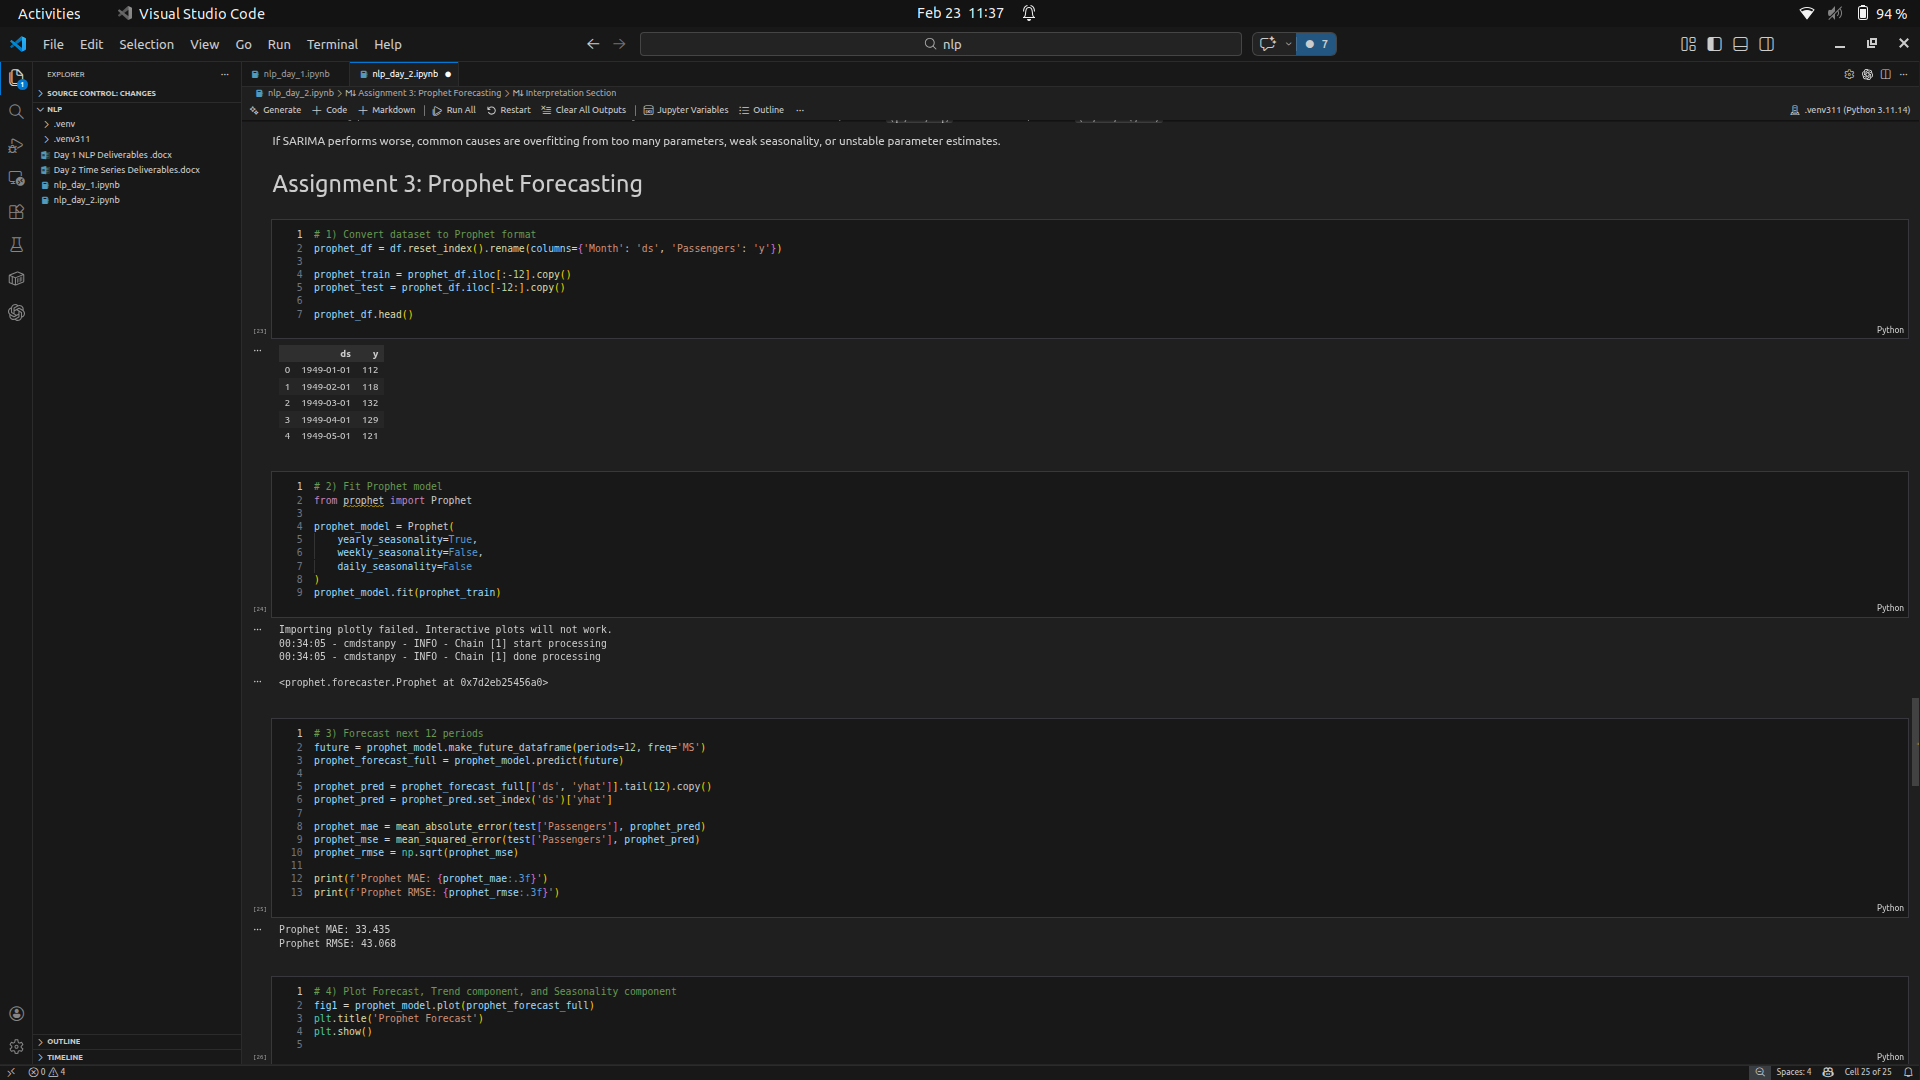 Activities
Visual Studio Code
Feb 23 11:37
94 %
File Edit Selection View Go Run Terminal Help
nlp
7
EXPLORER
SOURCE CONTROL: CHANGES
NLP
.venv
.venv311
Day 1 NLP Deliverables .docx
Day 2 Time Series Deliverables.docx
nlp_day_1.ipynb
nlp_day_2.ipynb
OUTLINE
TIMELINE
nlp_day_1.ipynb
nlp_day_2.ipynb
nlp_day_2.ipynb > M↓ Assignment 3: Prophet Forecasting > M↓ Interpretation Section
Generate + Code + Markdown | Run All Restart Clear All Outputs | Jupyter Variables Outline ...
.venv311 (Python 3.11.14)
If SARIMA performs worse, common causes are overfitting from too many parameters, weak seasonality, or unstable parameter estimates.
Assignment 3: Prophet Forecasting
1 # 1) Convert dataset to Prophet format
2 prophet_df = df.reset_index().rename(columns={'Month': 'ds', 'Passengers': 'y'})
3
4 prophet_train = prophet_df.iloc[:-12].copy()
5 prophet_test = prophet_df.iloc[-12:].copy()
6
7 prophet_df.head()
[23]
Python
ds y
0 1949-01-01 112
1 1949-02-01 118
2 1949-03-01 132
3 1949-04-01 129
4 1949-05-01 121
1 # 2) Fit Prophet model
2 from prophet import Prophet
3
4 prophet_model = Prophet(
5     yearly_seasonality=True,
6     weekly_seasonality=False,
7     daily_seasonality=False
8 )
9 prophet_model.fit(prophet_train)
[24]
Python
Importing plotly failed. Interactive plots will not work.
00:34:05 - cmdstanpy - INFO - Chain [1] start processing
00:34:05 - cmdstanpy - INFO - Chain [1] done processing
<prophet.forecaster.Prophet at 0x7d2eb25456a0>
1 # 3) Forecast next 12 periods
2 future = prophet_model.make_future_dataframe(periods=12, freq='MS')
3 prophet_forecast_full = prophet_model.predict(future)
4
5 prophet_pred = prophet_forecast_full[['ds', 'yhat']].tail(12).copy()
6 prophet_pred = prophet_pred.set_index('ds')['yhat']
7
8 prophet_mae = mean_absolute_error(test['Passengers'], prophet_pred)
9 prophet_mse = mean_squared_error(test['Passengers'], prophet_pred)
10 prophet_rmse = np.sqrt(prophet_mse)
11
12 print(f'Prophet MAE: {prophet_mae:.3f}')
13 print(f'Prophet RMSE: {prophet_rmse:.3f}')
[25]
Python
Prophet MAE: 33.435
Prophet RMSE: 43.068
1 # 4) Plot Forecast, Trend component, and Seasonality component
2 fig1 = prophet_model.plot(prophet_forecast_full)
3 plt.title('Prophet Forecast')
4 plt.show()
5
[26]
Python
0 4
Spaces: 4
Cell 25 of 25